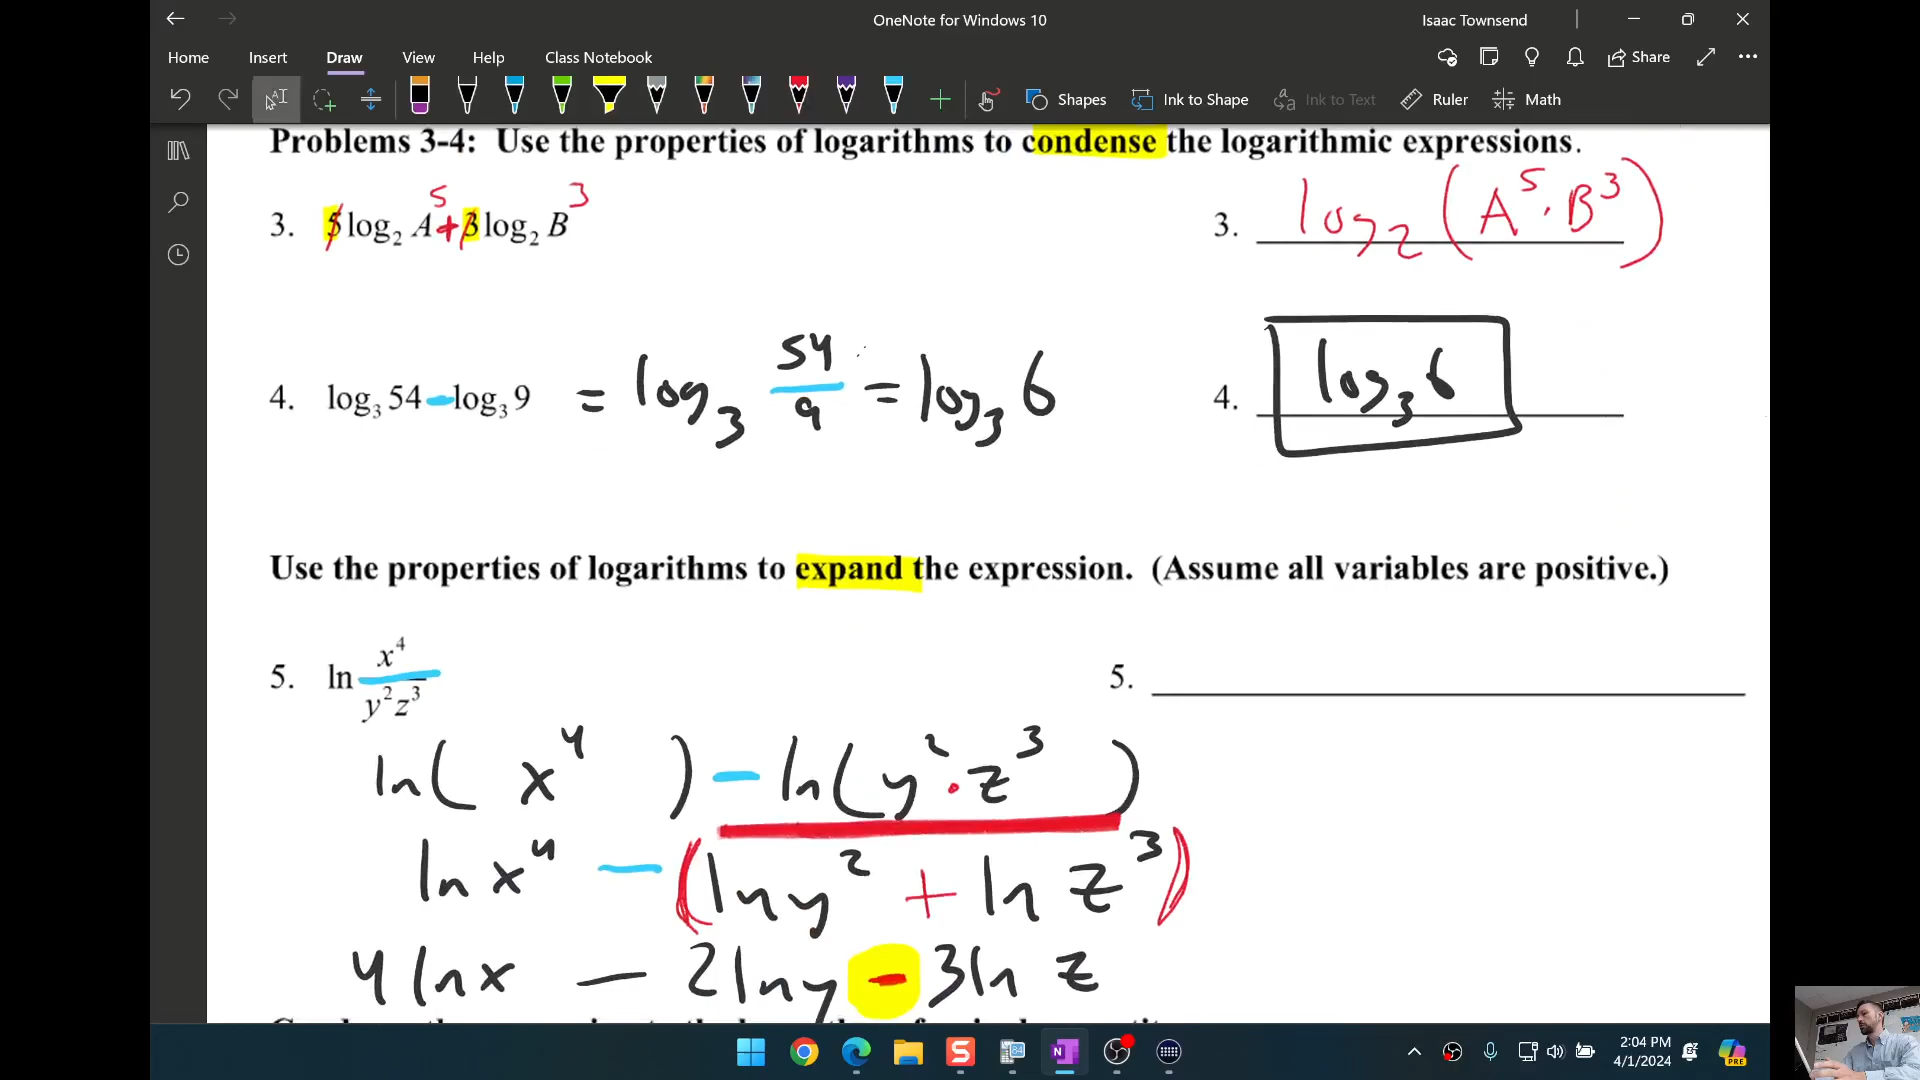 OneNote for Windows 10
Isaac Townsend
Home Insert Draw View Help Class Notebook
Share
Shapes Ink to Shape Ink to Text Ruler Math
Problems 3-4: Use the properties of logarithms to condense the logarithmic expressions.
3. 5 log₂ A⁵ + 3 log₂ B³
3. log₂ (A⁵ · B³)
4. log₃ 54 – log₃ 9 = log₃ 54/9 = log₃ 6
4. log₃ 6
Use the properties of logarithms to expand the expression. (Assume all variables are positive.)
5. ln x⁴/y²z³
5.
ln( x⁴ ) – ln( y² · z³ )
ln x⁴ – (ln y² + ln z³)
4 ln x – 2 ln y – 3 ln z
2:04 PM
4/1/2024
PRE